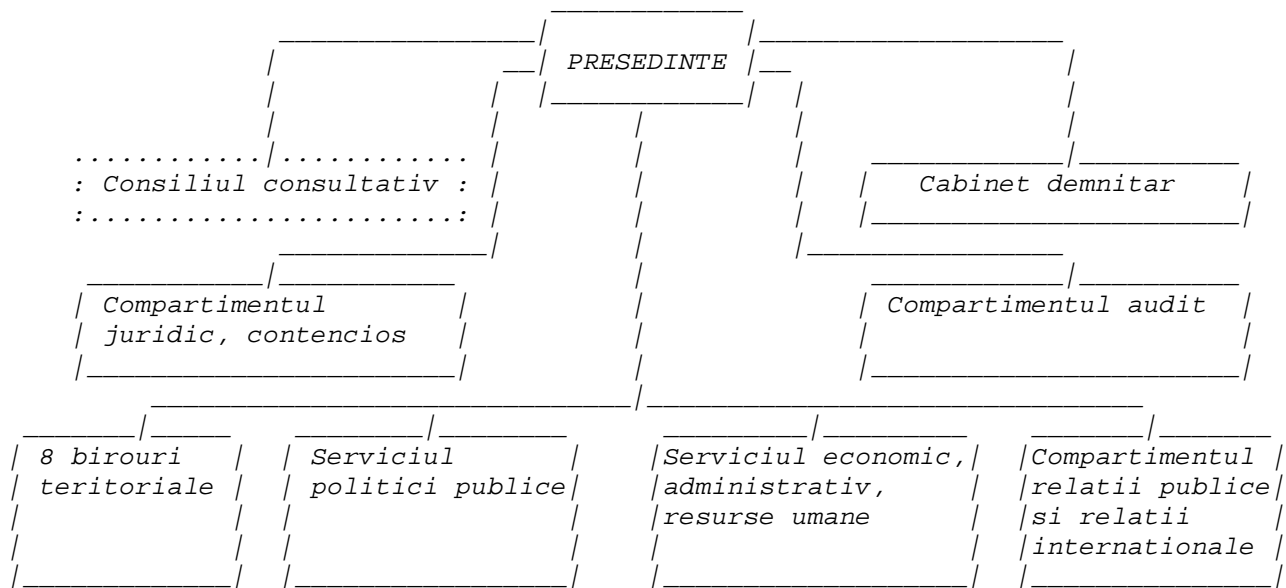 PRESEDINTE
: Consiliul consultativ :
Cabinet demnitar
Compartimentul
juridic, contencios
Compartimentul audit
8 birouri
teritoriale
Serviciul
politici publice
Serviciul economic,
administrativ,
resurse umane
Compartimentul
relatii publice
si relatii
internationale